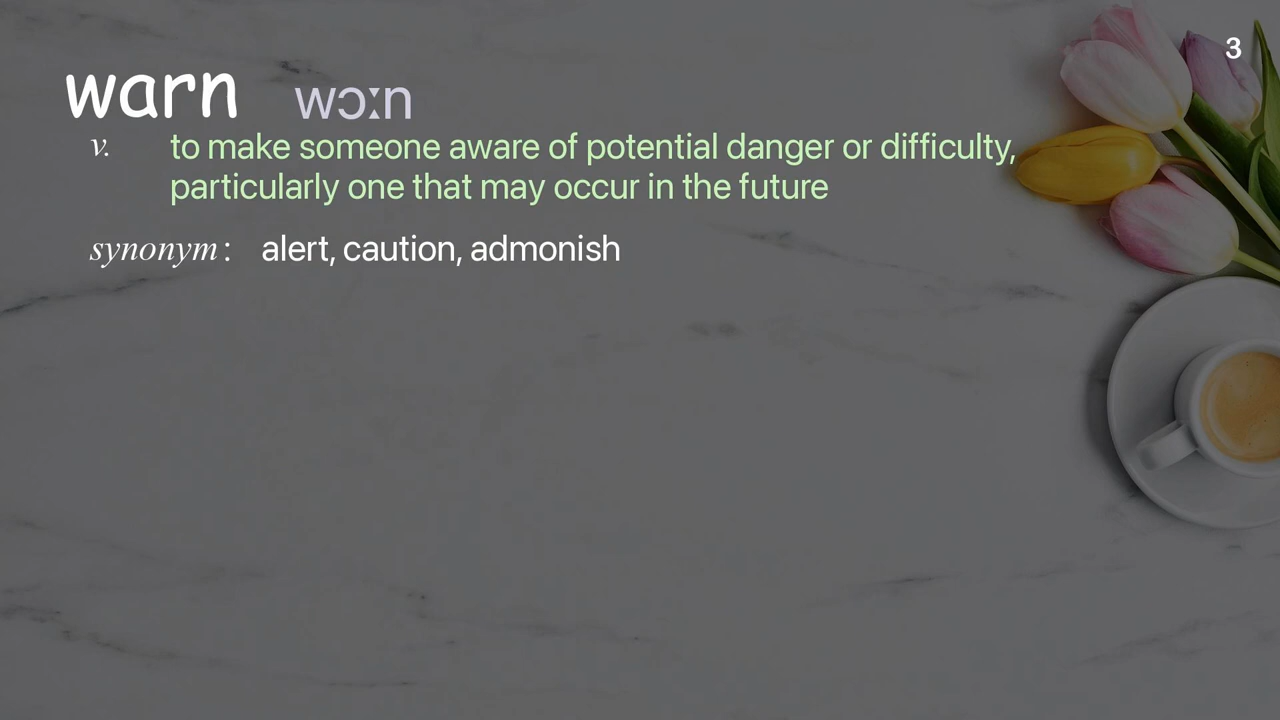 3
warn wɔːn
v. to make someone aware of potential danger or difficulty,
particularly one that may occur in the future
synonym : alert, caution, admonish